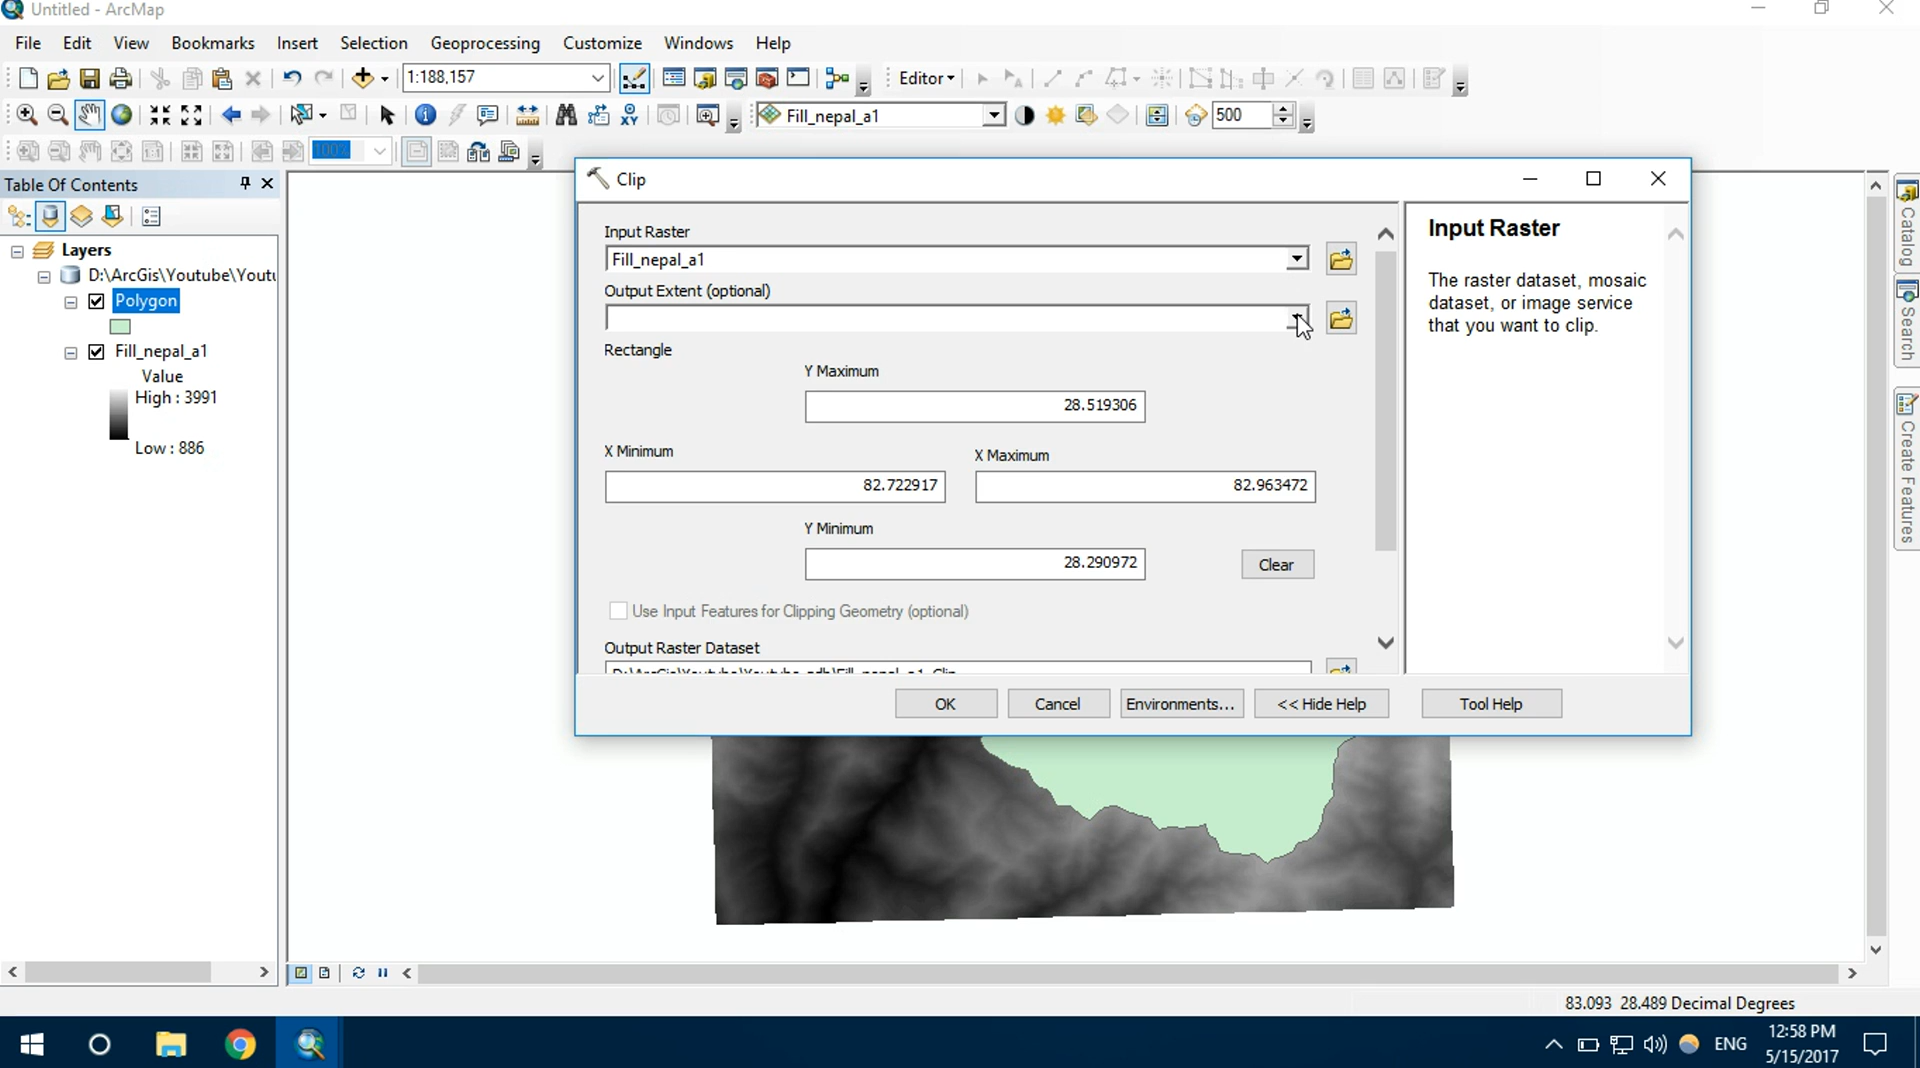 Untitled - ArcMap
File Edit View Bookmarks Insert Selection Geoprocessing Customize Windows Help
1:188,157 Editor
Fill_nepal_a1 500
100%
Table Of Contents
Layers
D:\ArcGis\Youtube\Youtu
Polygon
Fill_nepal_a1
Value
High : 3991
Low : 886
Clip
Input Raster
Fill_nepal_a1
Output Extent (optional)
Rectangle
Y Maximum
28.519306
X Minimum X Maximum
82.722917 82.963472
Y Minimum
28.290972
Clear
Use Input Features for Clipping Geometry (optional)
Output Raster Dataset
OK Cancel Environments... << Hide Help Tool Help
Input Raster
The raster dataset, mosaic
dataset, or image service
that you want to clip.
Catalog
Search
Create Features
83.093 28.489 Decimal Degrees
ENG
12:58 PM
5/15/2017